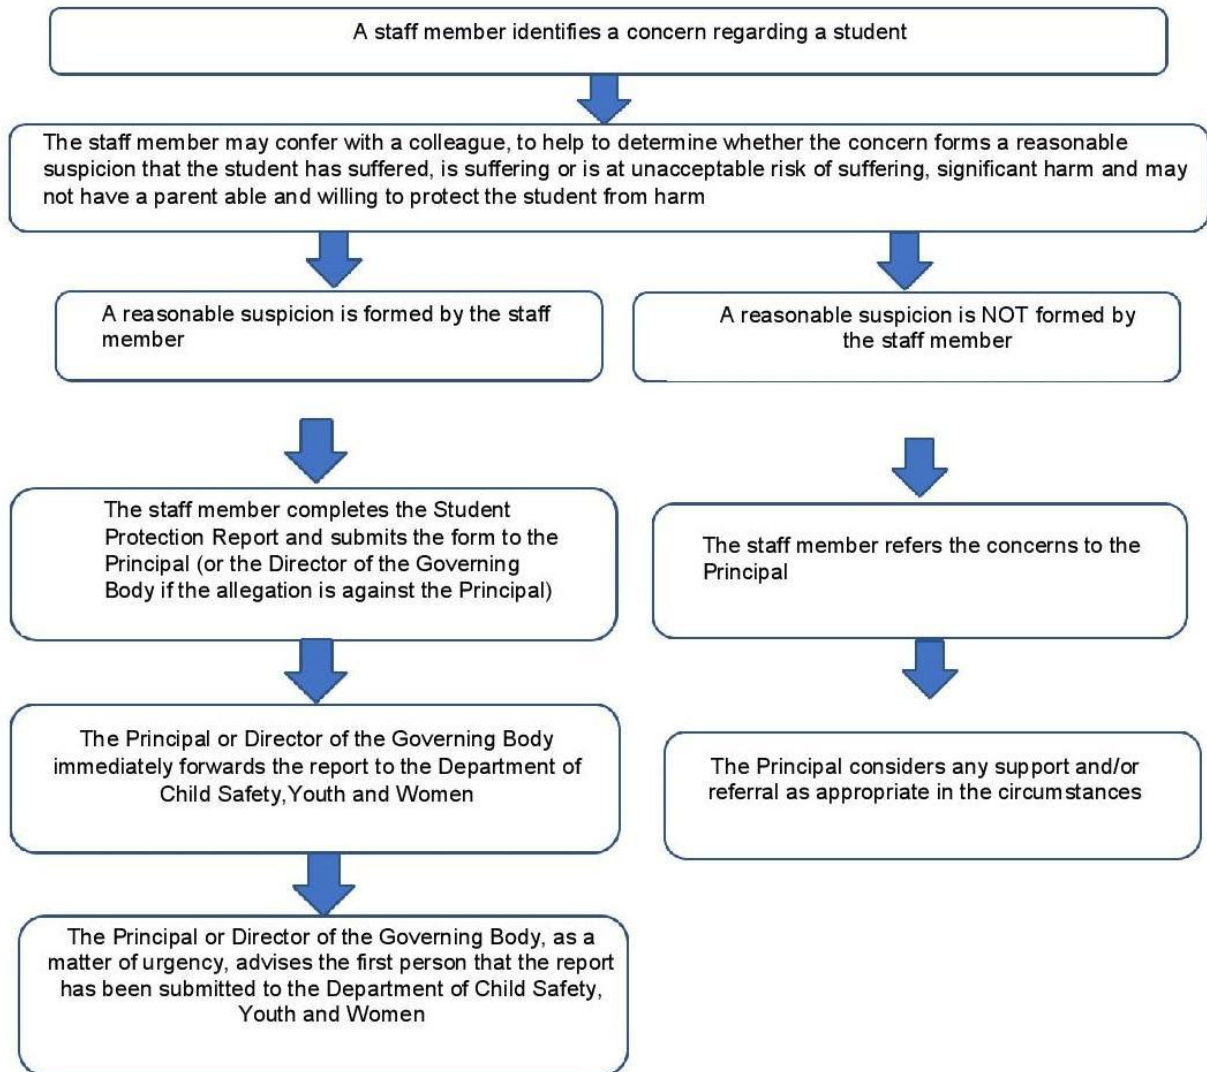 A staff member identifies a concern regarding a student
The staff member may confer with a colleague, to help to determine whether the concern forms a reasonable
suspicion that the student has suffered, is suffering or is at unacceptable risk of suffering, significant harm and may
not have a parent able and willing to protect the student from harm
A reasonable suspicion is formed by the staff
member
A reasonable suspicion is NOT formed by
the staff member
The staff member completes the Student
Protection Report and submits the form to the
Principal (or the Director of the Governing
Body if the allegation is against the Principal)
The staff member refers the concerns to the
Principal
The Principal or Director of the Governing Body
immediately forwards the report to the Department of
Child Safety,Youth and Women
The Principal considers any support and/or
referral as appropriate in the circumstances
The Principal or Director of the Governing Body, as a
matter of urgency, advises the first person that the report
has been submitted to the Department of Child Safety,
Youth and Women